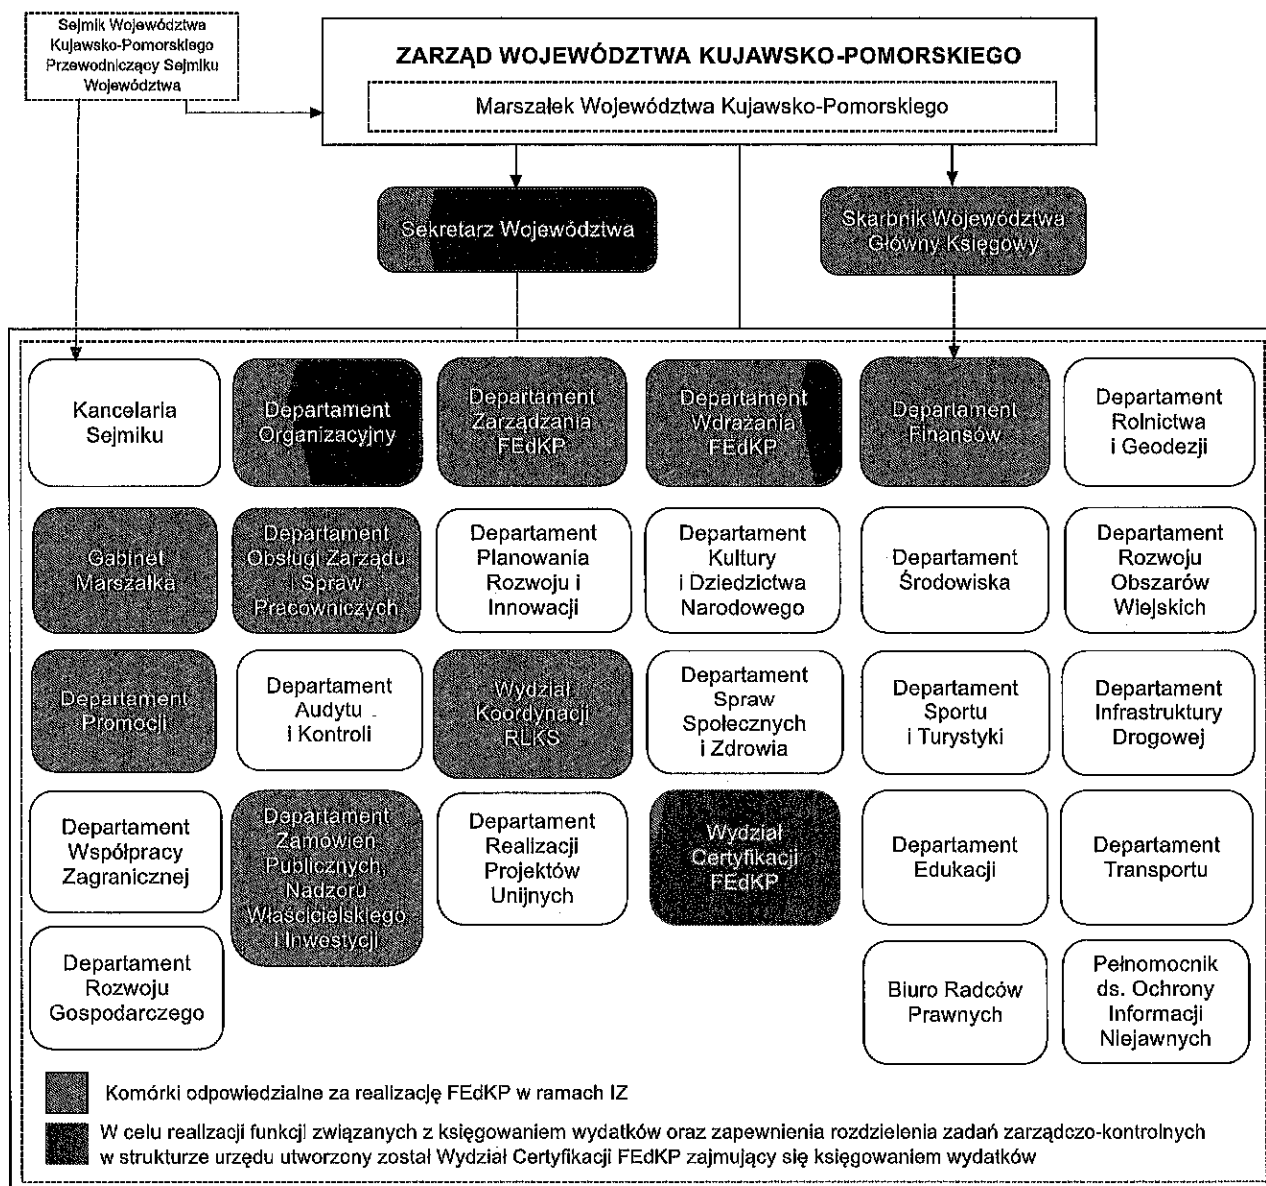 Sejmik Województwa
Kujawsko-Pomorskiego
Przewodniczący Sejmiku
Województwa
ZARZĄD WOJEWÓDZTWA KUJAWSKO-POMORSKIEGO
Marszałek Województwa Kujawsko-Pomorskiego
Sekretarz Województwa
Skarbnik Województwa
Główny Księgowy
Kancelaria
Sejmiku
Departament
Organizacyjny
Departament
Zarządzania
FEdKP
Departament
Wdrażania
FEdKP
Departament
Finansów
Departament
Rolnictwa
i Geodezji
Gabinet
Marszałka
Departament
Obsługi Zarządu
i Spraw
Pracowniczych
Departament
Planowania
Rozwoju i
Innowacji
Departament
Kultury
i Dziedzictwa
Narodowego
Departament
Środowiska
Departament
Rozwoju
Obszarów
Wiejskich
Departament
Promocji
Departament
Audytu
i Kontroli
Wydział
Koordynacji
RLKS
Departament
Spraw
Społecznych
i Zdrowia
Departament
Sportu
i Turystyki
Departament
Infrastruktury
Drogowej
Departament
Współpracy
Zagranicznej
Departament
Zamówień
Publicznych,
Nadzoru
Właścicielskiego
i Inwestycji
Departament
Realizacji
Projektów
Unijnych
Wydział
Certyfikacji
FEdKP
Departament
Edukacji
Departament
Transportu
Departament
Rozwoju
Gospodarczego
Biuro Radców
Prawnych
Pełnomocnik
ds. Ochrony
Informacji
Niejawnych
Komórki odpowiedzialne za realizację FEdKP w ramach IZ
W celu realizacji funkcji związanych z księgowaniem wydatków oraz zapewnienia rozdzielenia zadań zarządczo-kontrolnych
w strukturze urzędu utworzony został Wydział Certyfikacji FEdKP zajmujący się księgowaniem wydatków